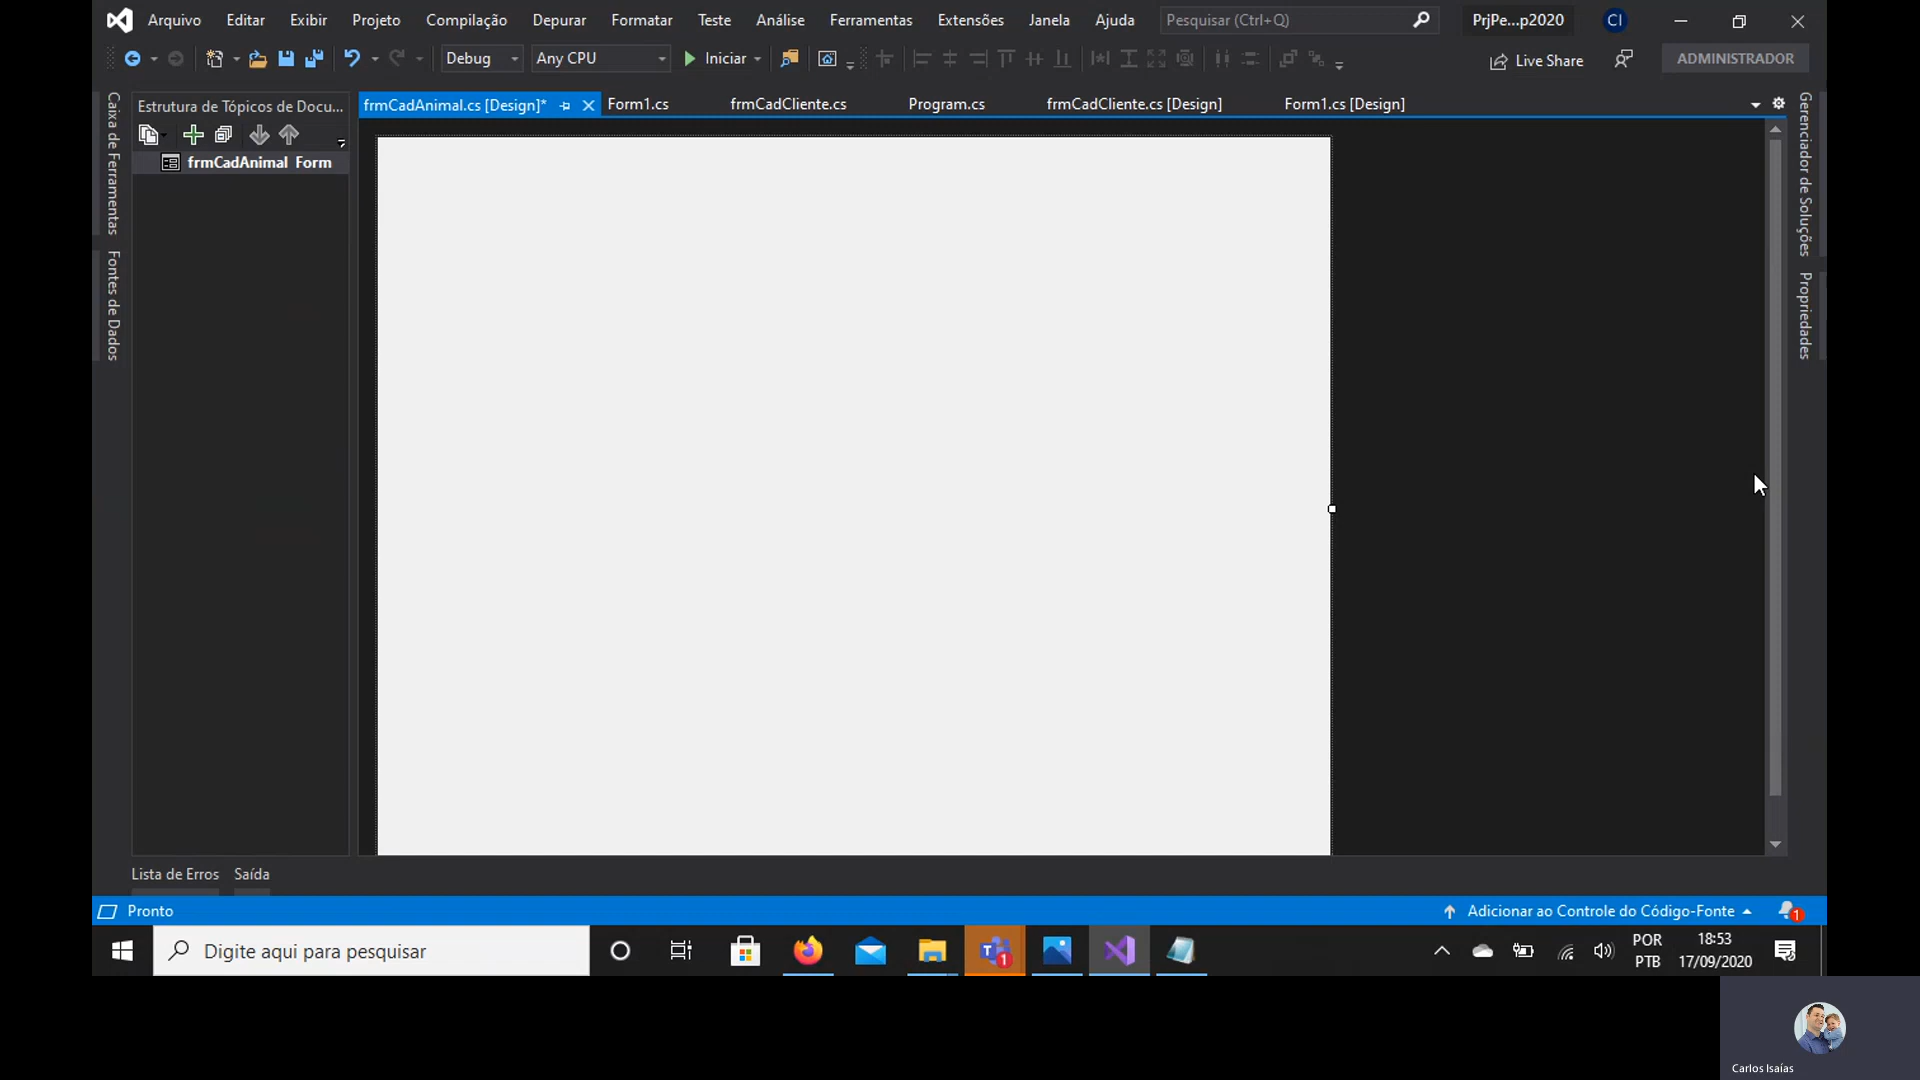 Arquivo Editar Exibir Projeto Compilação Depurar Formatar Teste Análise Ferramentas Extensões Janela Ajuda Pesquisar (Ctrl+Q) PrjPe...p2020 CI
Debug Any CPU Iniciar Live Share ADMINISTRADOR
Caixa de Ferramentas
Fontes de Dados
Estrutura de Tópicos de Docu...
frmCadAnimal Form
frmCadAnimal.cs [Design]* Form1.cs frmCadCliente.cs Program.cs frmCadCliente.cs [Design] Form1.cs [Design]
Gerenciador de Soluções
Propriedades
Lista de Erros Saída
Pronto Adicionar ao Controle do Código-Fonte 1
Digite aqui para pesquisar 1
POR
PTB
18:53
17/09/2020
Carlos Isaías